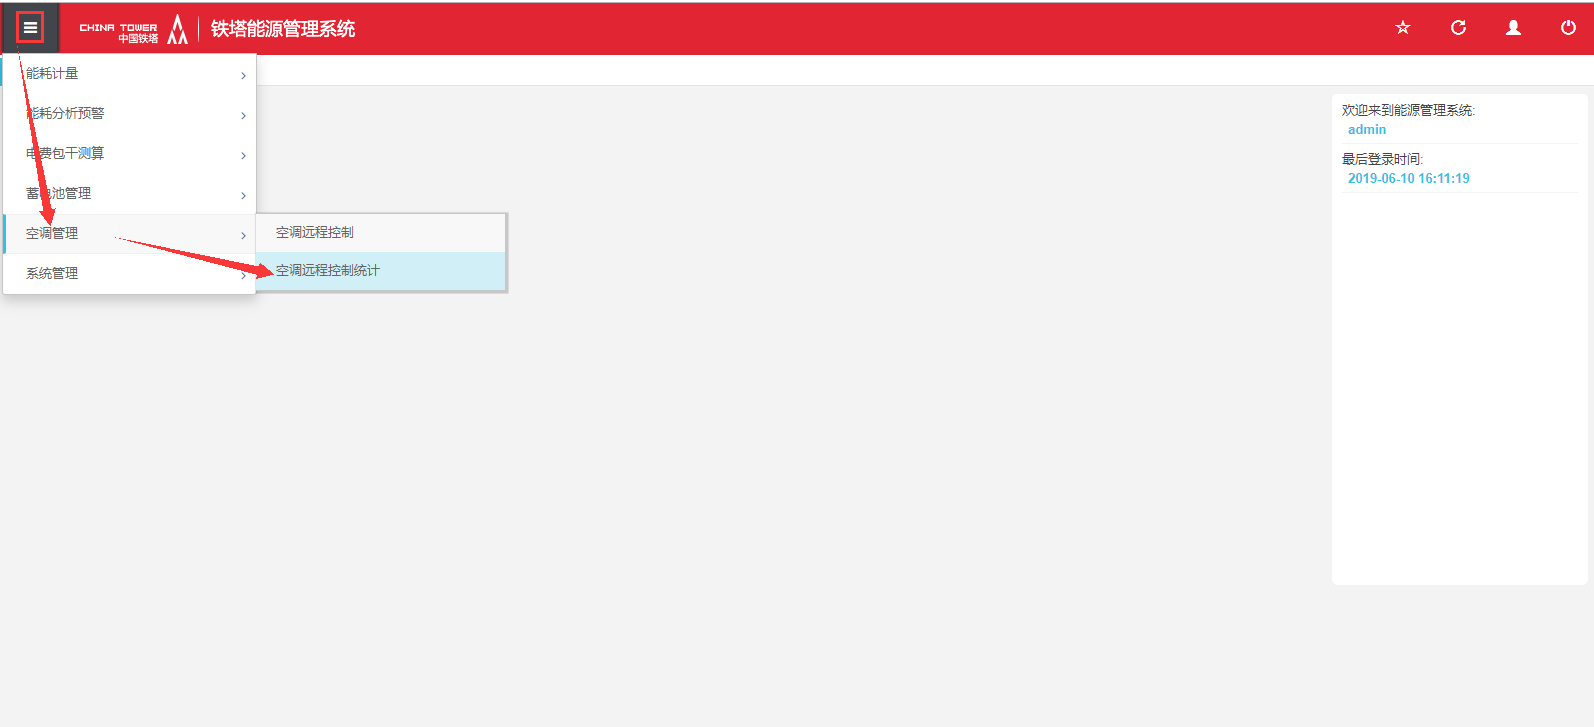 CHINA TOWER
中国铁塔
铁塔能源管理系统
能耗计量
能耗分析预警
电费包干测算
蓄电池管理
空调管理
系统管理
空调远程控制
空调远程控制统计
欢迎来到能源管理系统:
admin
最后登录时间:
2019-06-10 16:11:19